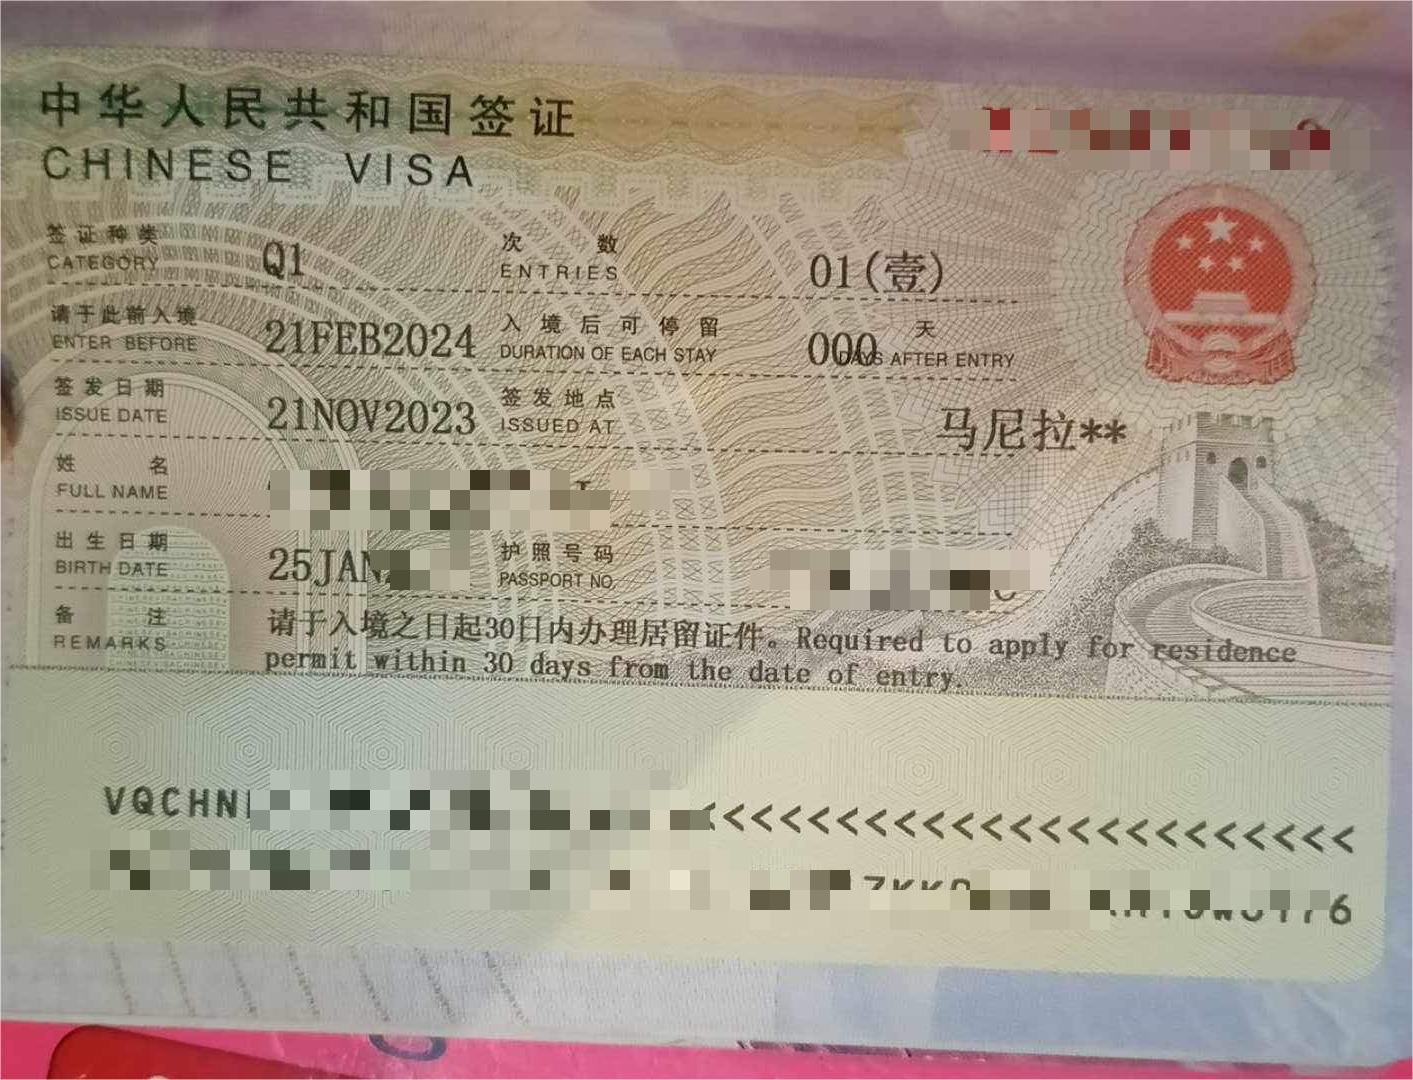 中华人民共和国签证
CHINESE VISA
签证种类 次数
CATEGORY Q1 ENTRIES 01(壹)
请于此前入境 入境后可停留 天
ENTER BEFORE 21FEB2024 DURATION OF EACH STAY 000 DAYS AFTER ENTRY
签发日期 签发地点
ISSUE DATE 21NOV2023 ISSUED AT 马尼拉**
姓名
FULL NAME
出生日期 护照号码
BIRTH DATE 25JAN PASSPORT NO.
备注 请于入境之日起30日内办理居留证件。Required to apply for residence
REMARKS permit within 30 days from the date of entry.
VQCHN <<<<<<<<<<<<<<<<<<<<<<